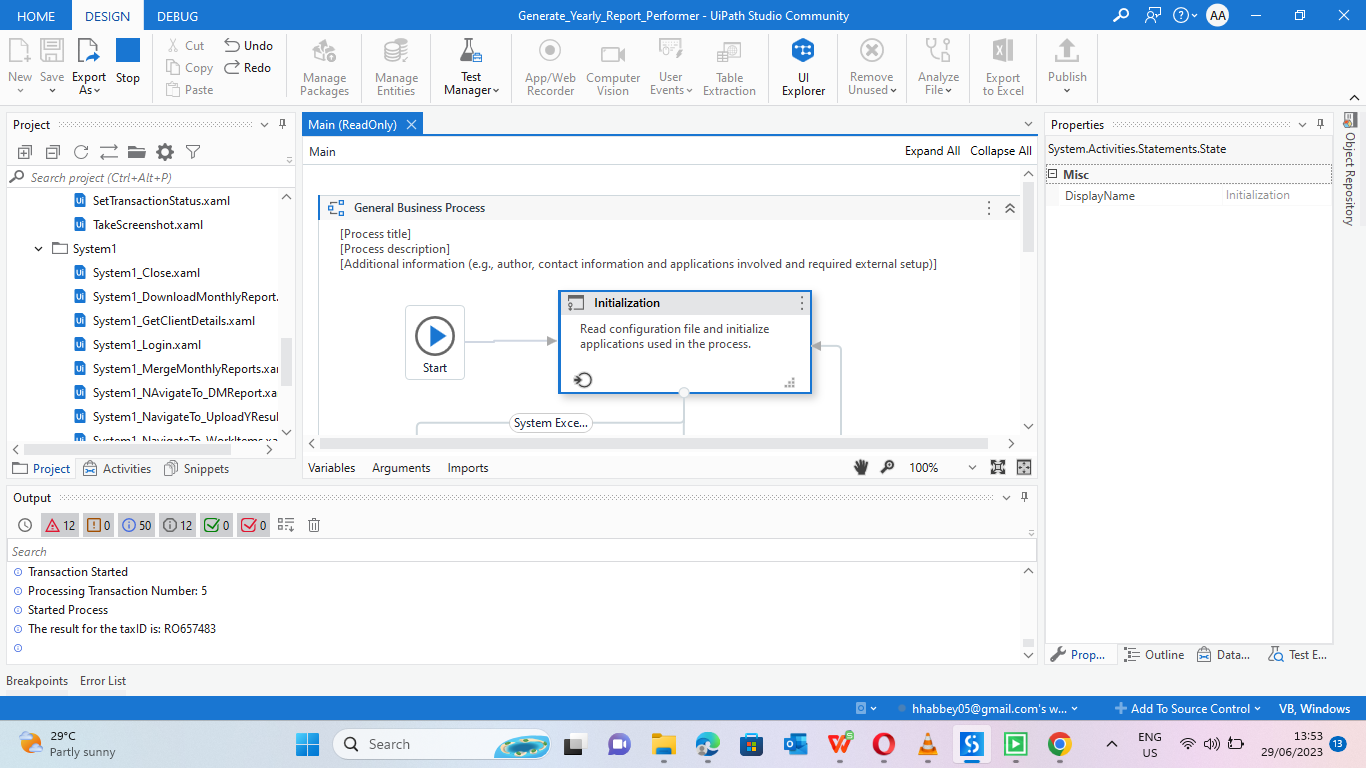 HOME DESIGN DEBUG Generate_Yearly_Report_Performer - UiPath Studio Community AA
New Save Export As Stop Cut Copy Paste Undo Redo Manage Packages Manage Entities Test Manager App/Web Recorder Computer Vision User Events Table Extraction UI Explorer Remove Unused Analyze File Export to Excel Publish
Project
Search project (Ctrl+Alt+P)
SetTransactionStatus.xaml
TakeScreenshot.xaml
System1
System1_Close.xaml
System1_DownloadMonthlyReport.
System1_GetClientDetails.xaml
System1_Login.xaml
System1_MergeMonthlyReports.xa
System1_NAvigateTo_DMReport.xa
System1_NavigateTo_UploadYResul
System1_NavigateTo_WorkItems.xa
Project Activities Snippets
Main (ReadOnly)
Main Expand All Collapse All
General Business Process
[Process title]
[Process description]
[Additional information (e.g., author, contact information and applications involved and required external setup)]
Start
Initialization
Read configuration file and initialize
applications used in the process.
System Exce...
Variables Arguments Imports 100%
Properties
System.Activities.Statements.State
Misc
DisplayName Initialization
Prop... Outline Data... Test E...
Object Repository
Output
12 0 50 12 0 0
Search
Transaction Started
Processing Transaction Number: 5
Started Process
The result for the taxID is: RO657483
Breakpoints Error List
hhabbey05@gmail.com's w... Add To Source Control VB, Windows
29°C
Partly sunny
Search
ENG
US
13:53
29/06/2023
13